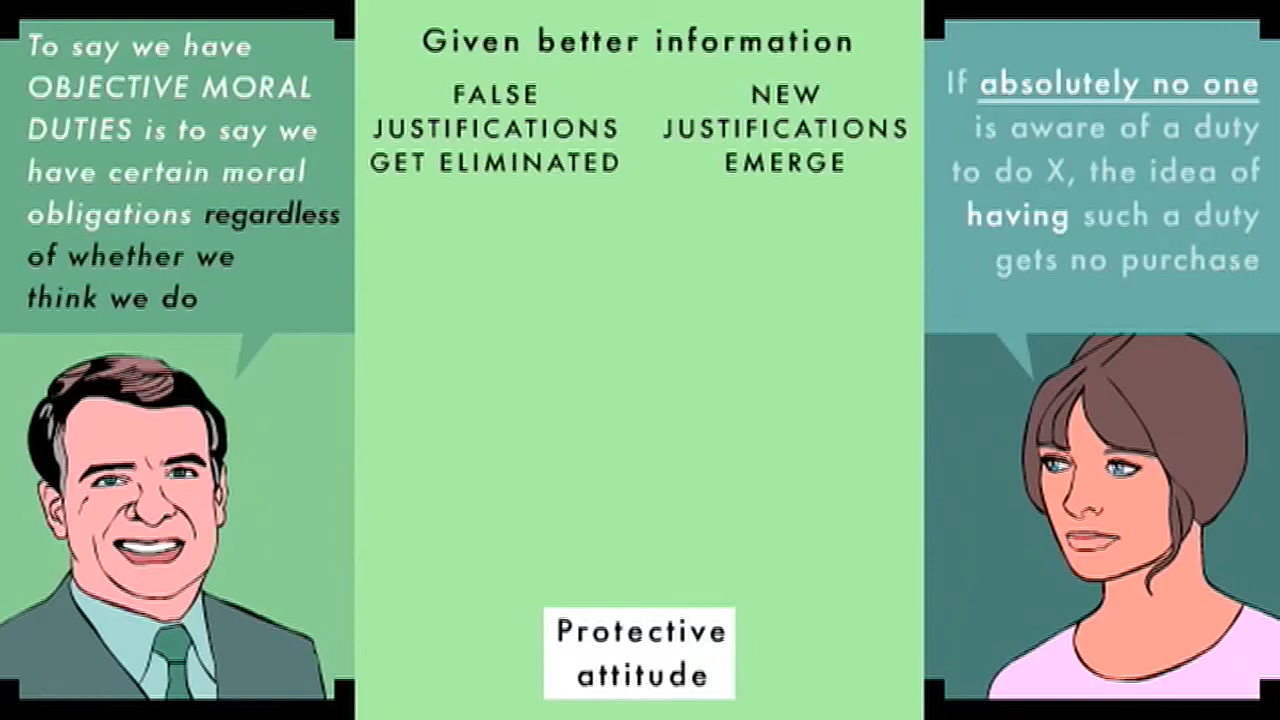 To say we have
OBJECTIVE MORAL
DUTIES is to say we
have certain moral
obligations regardless
of whether we
think we do
Given better information
FALSE
JUSTIFICATIONS
GET ELIMINATED
NEW
JUSTIFICATIONS
EMERGE
Protective
attitude
If absolutely no one
is aware of a duty
to do X, the idea of
having such a duty
gets no purchase